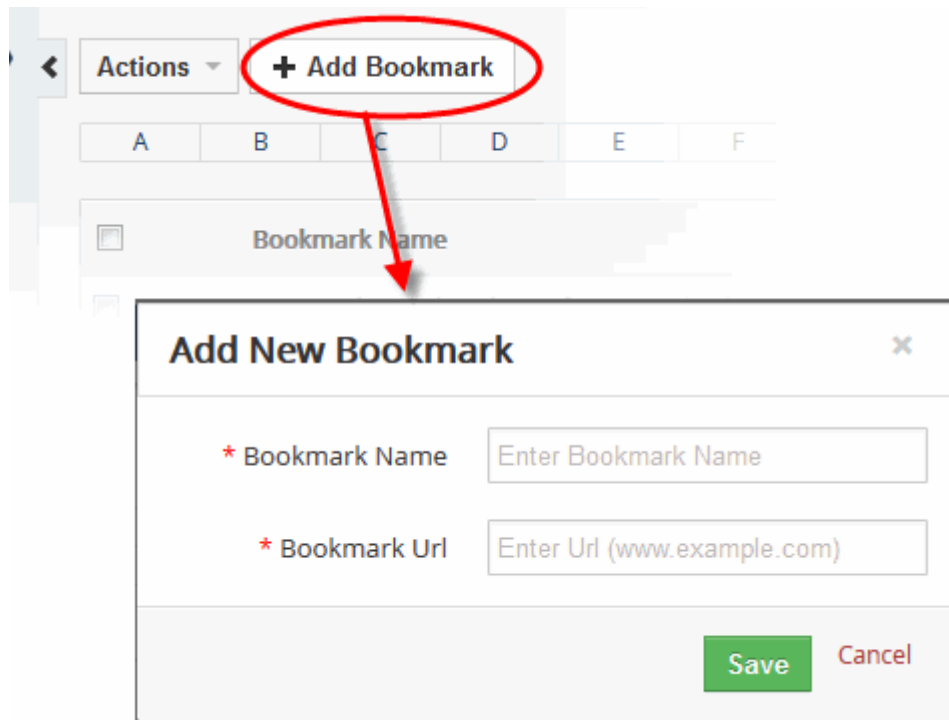 Actions + Add Bookmark
A B C D E F
Bookmark Name
Add New Bookmark ×
* Bookmark Name Enter Bookmark Name
* Bookmark Url Enter Url (www.example.com)
Save Cancel